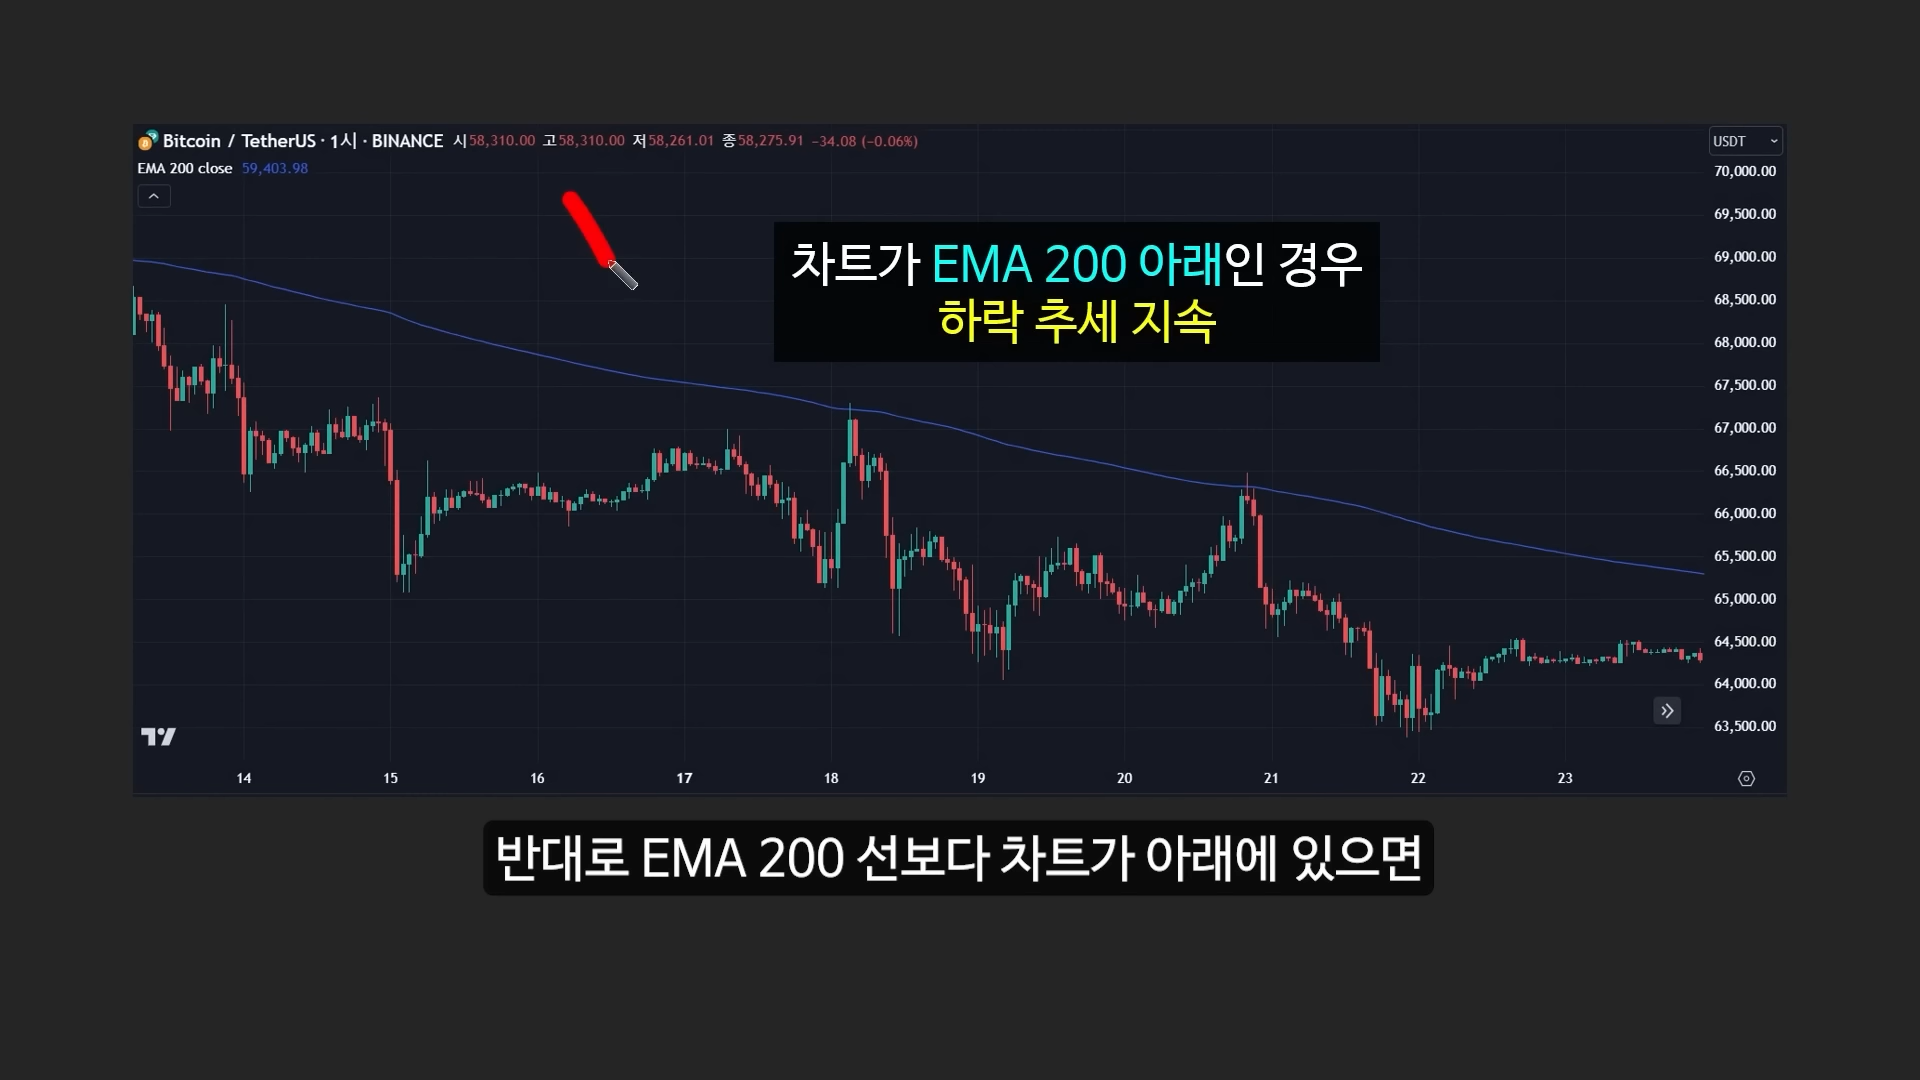 Bitcoin / TetherUS · 1시 · BINANCE 시58,310.00 고58,310.00 저58,261.01 종58,275.91 −34.08 (−0.06%)
USDT
EMA 200 close 59,403.98
70,000.00
69,500.00
69,000.00
68,500.00
68,000.00
67,500.00
67,000.00
66,500.00
66,000.00
65,500.00
65,000.00
64,500.00
64,000.00
63,500.00
차트가 EMA 200 아래인 경우
하락 추세 지속
14 15 16 17 18 19 20 21 22 23
반대로 EMA 200 선보다 차트가 아래에 있으면